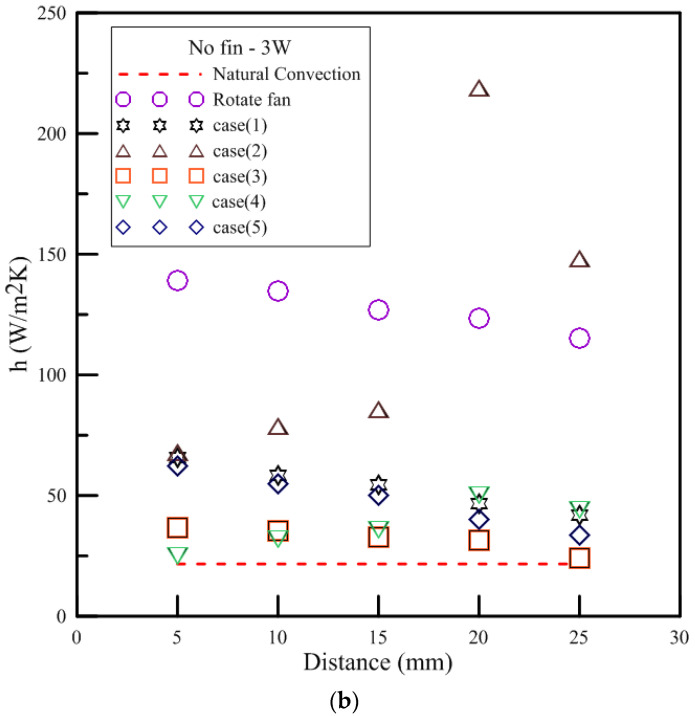 250
200
150
100
50
0
h (W/m2K)
No fin - 3W
Natural Convection
Rotate fan
case(1)
case(2)
case(3)
case(4)
case(5)
0 5 10 15 20 25 30
Distance (mm)
(b)